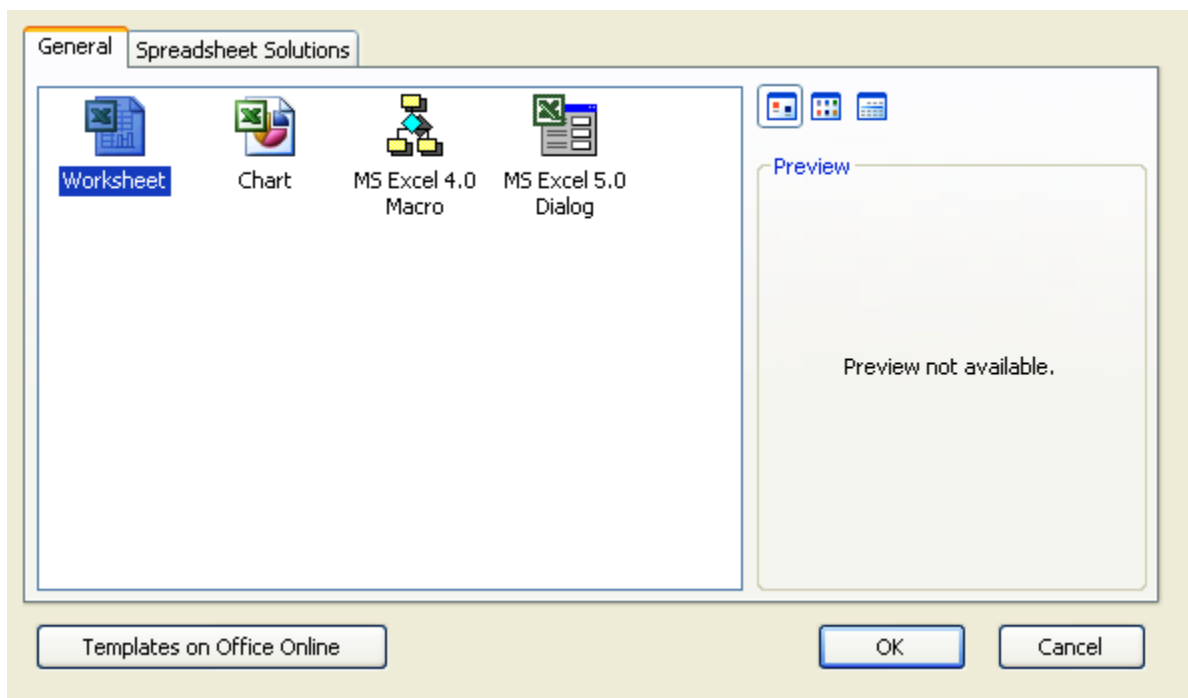 General Spreadsheet Solutions
Worksheet Chart MS Excel 4.0 MS Excel 5.0
Macro Dialog
Preview
Preview not available.
Templates on Office Online OK Cancel